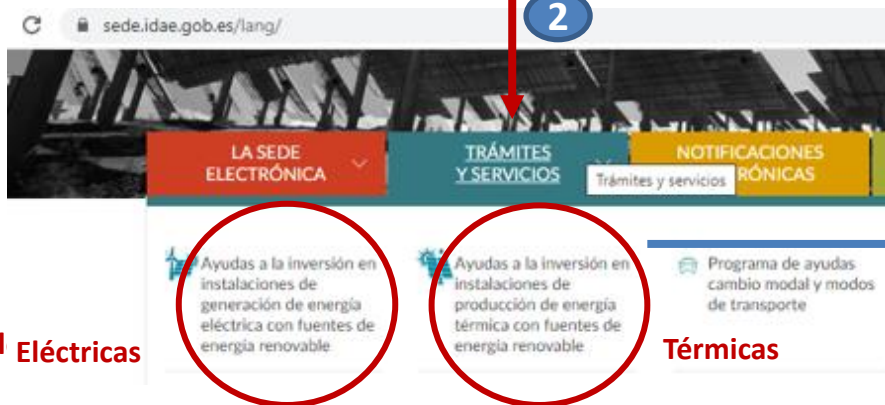 sede.idae.gob.es/lang/
2
LA SEDE
ELECTRÓNICA
TRÁMITES
Y SERVICIOS
NOTIFICACIONES
RÓNICAS
Trámites y servicios
Ayudas a la inversión en
instalaciones de
generación de energía
eléctrica con fuentes de
energía renovable
Ayudas a la inversión en
instalaciones de
producción de energía
térmica con fuentes de
energía renovable
Programa de ayudas
cambio modal y modos
de transporte
Eléctricas
Térmicas